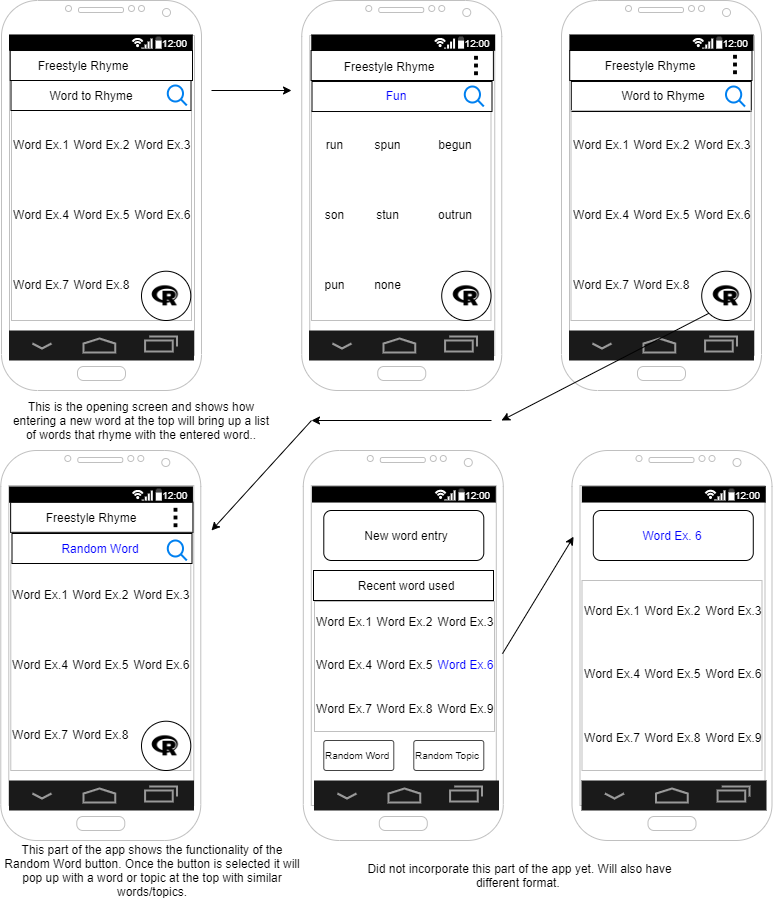 12:00
Freestyle Rhyme
Word to Rhyme
Word Ex.1 Word Ex.2 Word Ex.3
Word Ex.4 Word Ex.5 Word Ex.6
Word Ex.7 Word Ex.8
R
12:00
Freestyle Rhyme
Fun
run spun begun
son stun outrun
pun none
R
12:00
Freestyle Rhyme
Word to Rhyme
Word Ex.1 Word Ex.2 Word Ex.3
Word Ex.4 Word Ex.5 Word Ex.6
Word Ex.7 Word Ex.8
R
This is the opening screen and shows how
entering a new word at the top will bring up a list
of words that rhyme with the entered word..
12:00
Freestyle Rhyme
Random Word
Word Ex.1 Word Ex.2 Word Ex.3
Word Ex.4 Word Ex.5 Word Ex.6
Word Ex.7 Word Ex.8
R
12:00
New word entry
Recent word used
Word Ex.1 Word Ex.2 Word Ex.3
Word Ex.4 Word Ex.5 Word Ex.6
Word Ex.7 Word Ex.8 Word Ex.9
Random Word Random Topic
12:00
Word Ex. 6
Word Ex.1 Word Ex.2 Word Ex.3
Word Ex.4 Word Ex.5 Word Ex.6
Word Ex.7 Word Ex.8 Word Ex.9
This part of the app shows the functionality of the
Random Word button. Once the button is selected it will
pop up with a word or topic at the top with similar
words/topics.
Did not incorporate this part of the app yet. Will also have
different format.